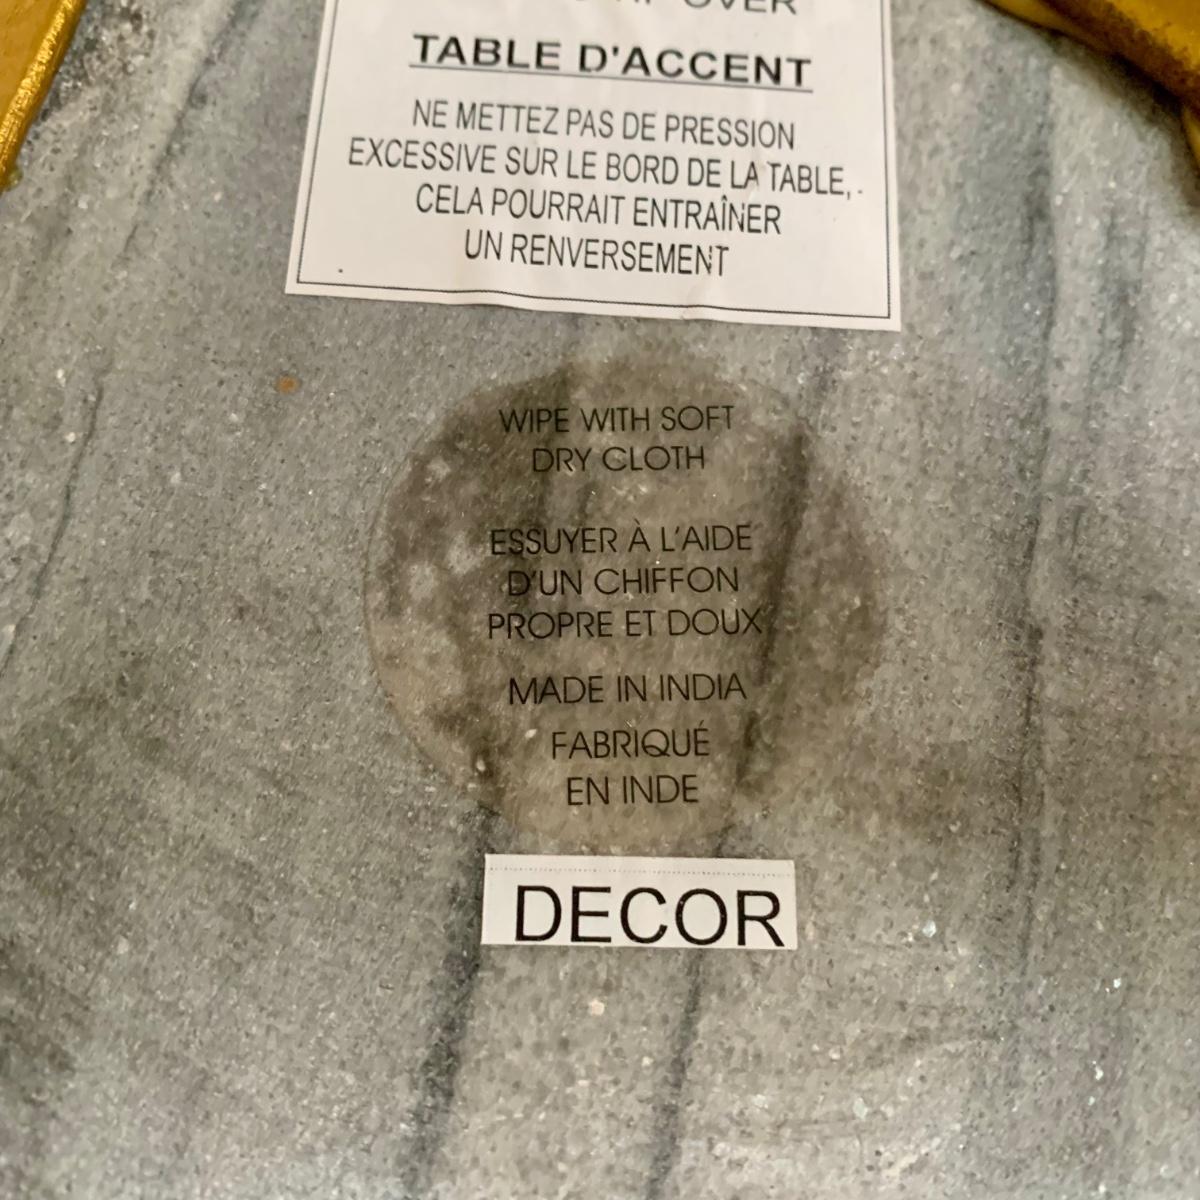 OVER
TABLE D'ACCENT
NE METTEZ PAS DE PRESSION
EXCESSIVE SUR LE BORD DE LA TABLE,
CELA POURRAIT ENTRAÎNER
UN RENVERSEMENT
WIPE WITH SOFT
DRY CLOTH
ESSUYER À L'AIDE
D'UN CHIFFON
PROPRE ET DOUX
MADE IN INDIA
FABRIQUÉ
EN INDE
DECOR